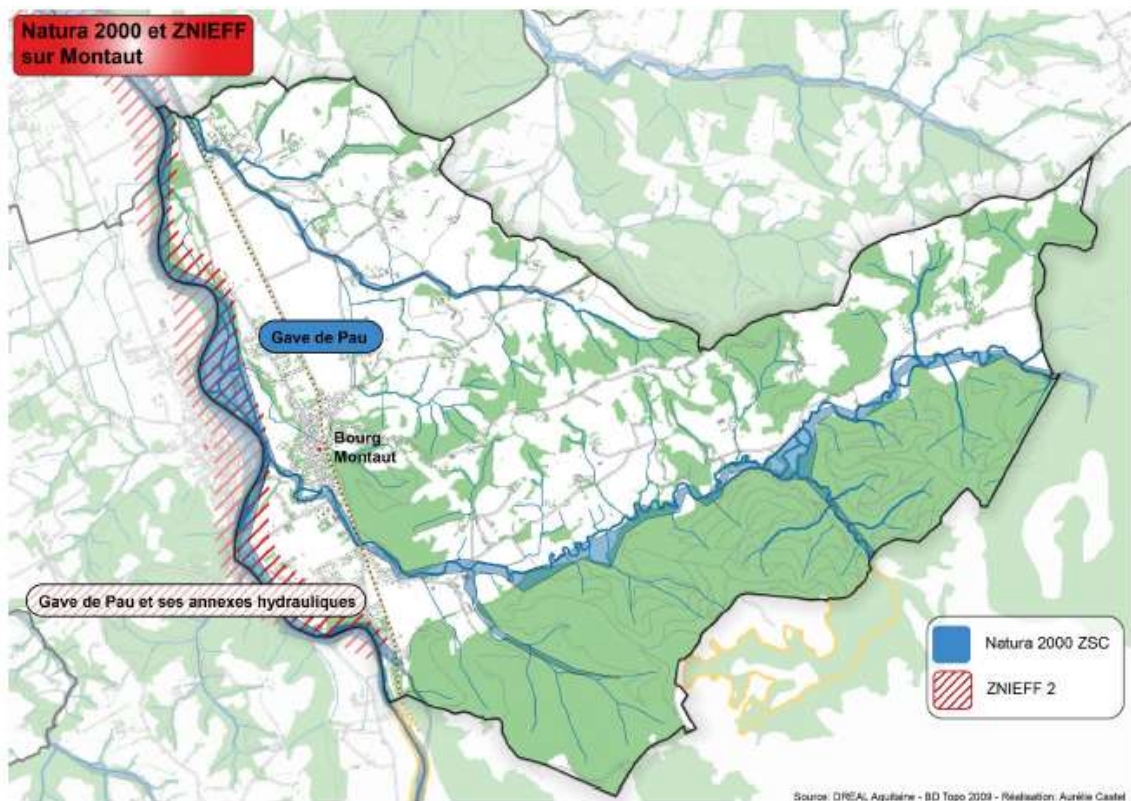 Natura 2000 et ZNIEFF
sur Montaut
Gave de Pau
Bourg
Montaut
Gave de Pau et ses annexes hydrauliques
Natura 2000 ZSC
ZNIEFF 2
Source: DREAL Aquitaine - BD Topo 2009 - Réalisation: Aurélie Castel